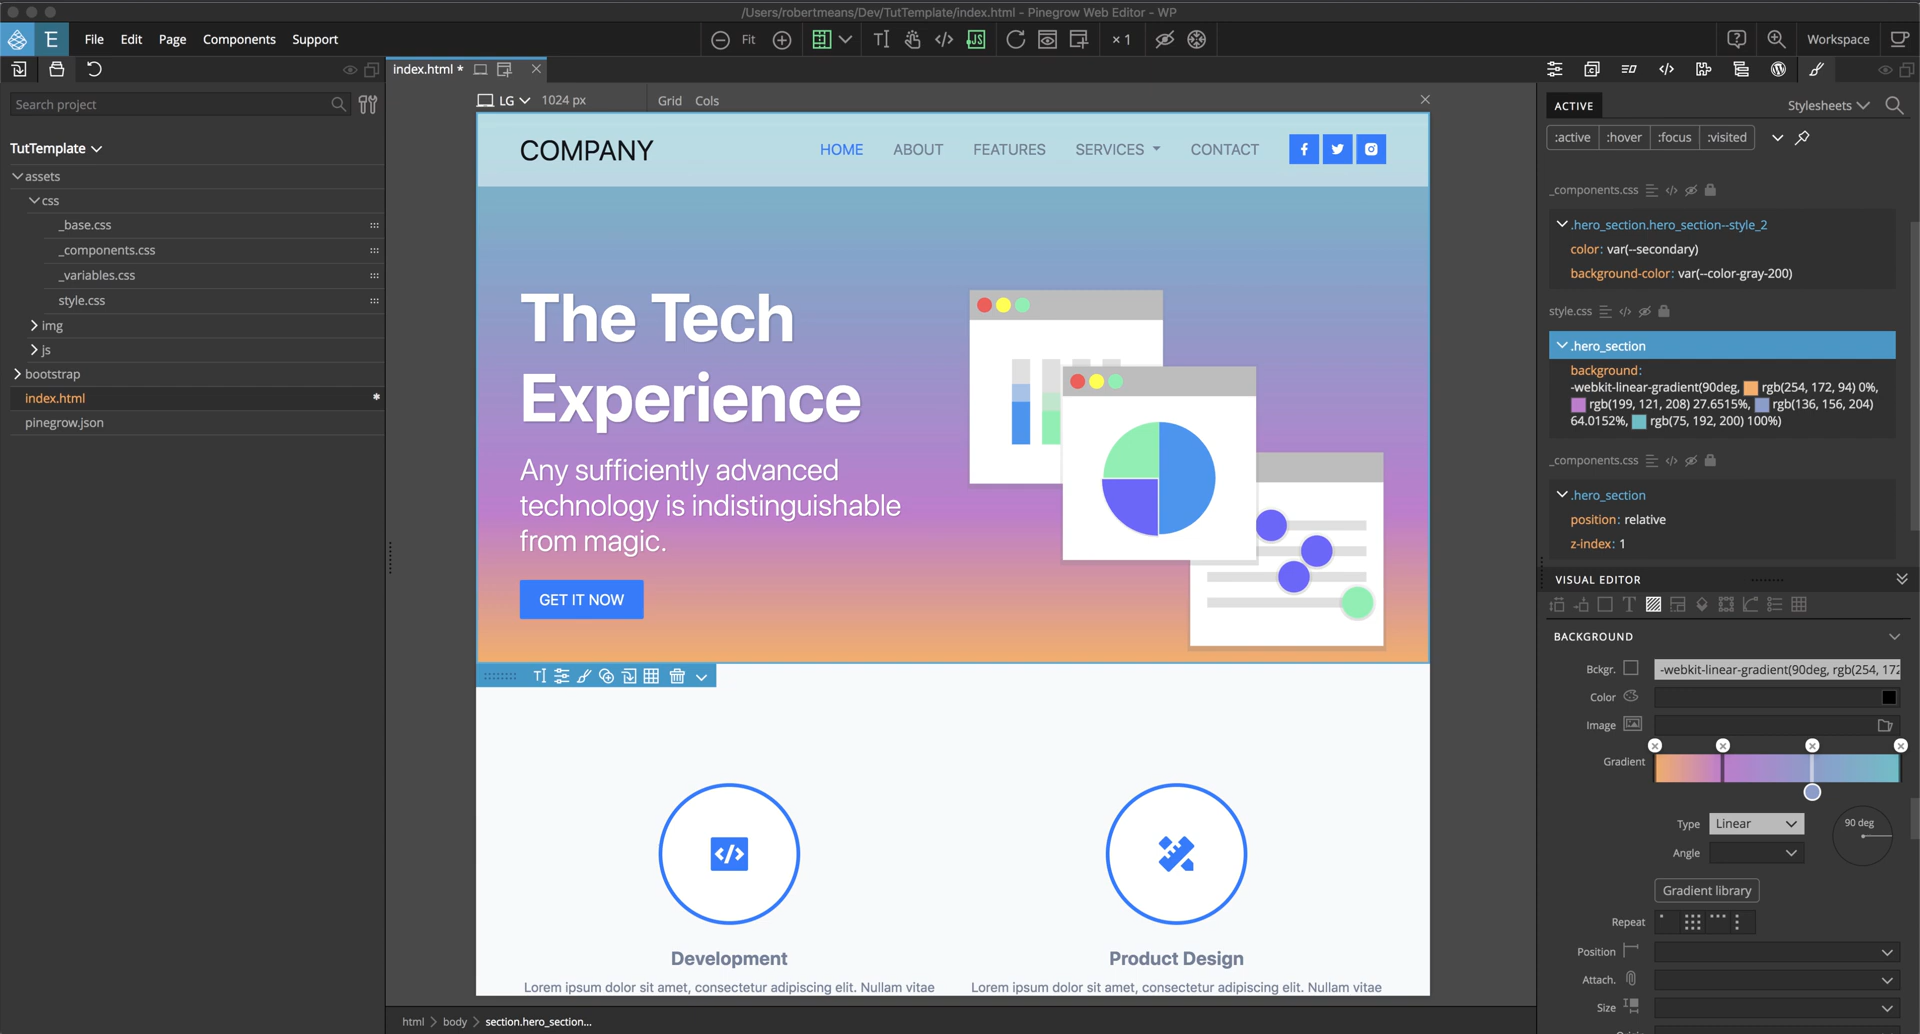 /Users/robertmeans/Dev/TutTemplate/index.html - Pinegrow Web Editor - WP
E File Edit Page Components Support
Fit
JS
× 1
Workspace
index.html *
Search project
TutTemplate
assets
css
_base.css
_components.css
_variables.css
style.css
img
js
bootstrap
index.html *
pinegrow.json
LG 1024 px Grid Cols
COMPANY
HOME ABOUT FEATURES SERVICES CONTACT
The Tech
Experience
Any sufficiently advanced
technology is indistinguishable
from magic.
GET IT NOW
Development
Product Design
Lorem ipsum dolor sit amet, consectetur adipiscing elit. Nullam vitae
Lorem ipsum dolor sit amet, consectetur adipiscing elit. Nullam vitae
html > body > section.hero_section...
ACTIVE Stylesheets
:active :hover :focus :visited
_components.css
.hero_section.hero_section--style_2
color: var(--secondary)
background-color: var(--color-gray-200)
style.css
.hero_section
background:
-webkit-linear-gradient(90deg, rgb(254, 172, 94) 0%,
rgb(199, 121, 208) 27.6515%, rgb(136, 156, 204)
64.0152%, rgb(75, 192, 200) 100%)
_components.css
.hero_section
position: relative
z-index: 1
VISUAL EDITOR
BACKGROUND
Bckgr. -webkit-linear-gradient(90deg, rgb(254, 172
Color
Image
Gradient
Type Linear 90 deg
Angle
Gradient library
Repeat
Position
Attach.
Size